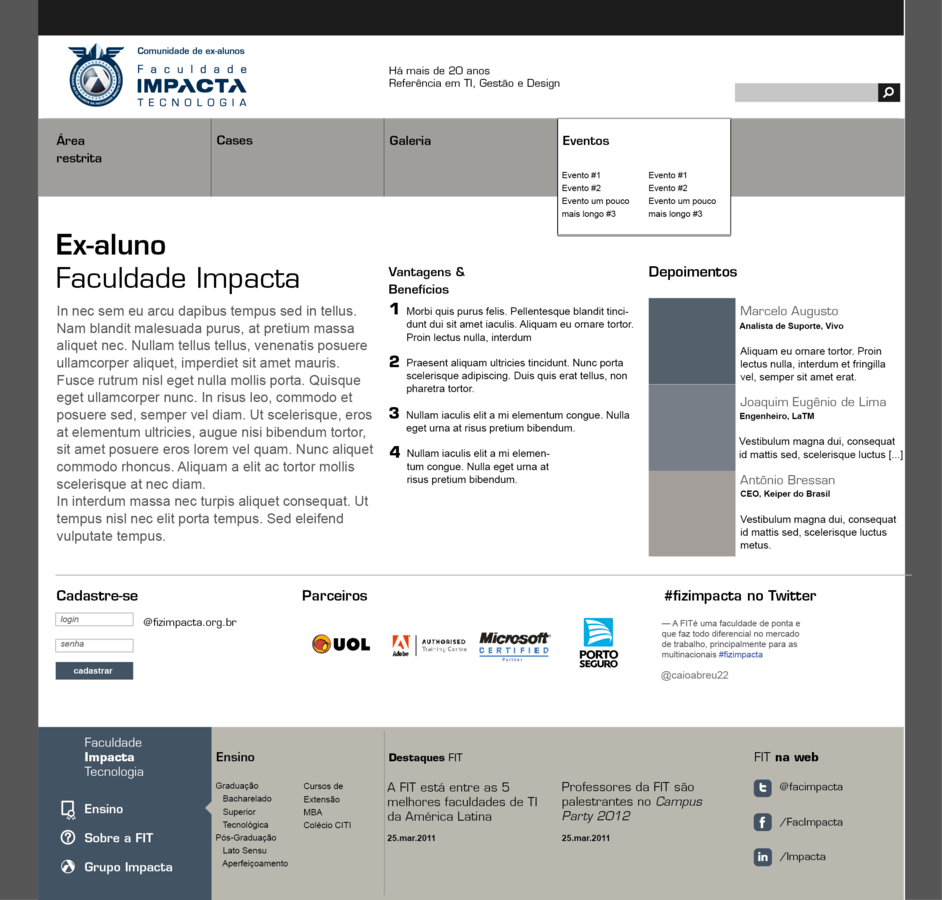 Comunidade de ex-alunos
Faculdade
IMPACTA
TECNOLOGIA
Há mais de 20 anos
Referência em TI, Gestão e Design
Área
restrita
Cases
Galeria
Eventos
Evento #1
Evento #2
Evento um pouco
mais longo #3
Evento #1
Evento #2
Evento um pouco
mais longo #3
Ex-aluno
Faculdade Impacta
In nec sem eu arcu dapibus tempus sed in tellus.
Nam blandit malesuada purus, at pretium massa
aliquet nec. Nullam tellus tellus, venenatis posuere
ullamcorper aliquet, imperdiet sit amet mauris.
Fusce rutrum nisl eget nulla mollis porta. Quisque
eget ullamcorper nunc. In risus leo, commodo et
posuere sed, semper vel diam. Ut scelerisque, eros
at elementum ultricies, augue nisi bibendum tortor,
sit amet posuere eros lorem vel quam. Nunc aliquet
commodo rhoncus. Aliquam a elit ac tortor mollis
scelerisque at nec diam.
In interdum massa nec turpis aliquet consequat. Ut
tempus nisl nec elit porta tempus. Sed eleifend
vulputate tempus.
Vantagens &
Benefícios
1 Morbi quis purus felis. Pellentesque blandit tinci-
dunt dui sit amet iaculis. Aliquam eu ornare tortor.
Proin lectus nulla, interdum
2 Praesent aliquam ultricies tincidunt. Nunc porta
scelerisque adipiscing. Duis quis erat tellus, non
pharetra tortor.
3 Nullam iaculis elit a mi elementum congue. Nulla
eget urna at risus pretium bibendum.
4 Nullam iaculis elit a mi elemen-
tum congue. Nulla eget urna at
risus pretium bibendum.
Depoimentos
Marcelo Augusto
Analista de Suporte, Vivo
Aliquam eu ornare tortor. Proin
lectus nulla, interdum et fringilla
vel, semper sit amet erat.
Joaquim Eugênio de Lima
Engenheiro, LaTM
Vestibulum magna dui, consequat
id mattis sed, scelerisque luctus [...]
Antônio Bressan
CEO, Keiper do Brasil
Vestibulum magna dui, consequat
id mattis sed, scelerisque luctus
metus.
Cadastre-se
login
@fizimpacta.org.br
senha
cadastrar
Parceiros
UOL
Adobe
AUTHORISED
Training Centre
Microsoft
CERTIFIED
Partner
PORTO
SEGURO
#fizimpacta no Twitter
— A FITé uma faculdade de ponta e
que faz todo diferencial no mercado
de trabalho, principalmente para as
multinacionais #fizimpacta
@caioabreu22
Faculdade
Impacta
Tecnologia
Ensino
Sobre a FIT
Grupo Impacta
Ensino
Graduação
Bacharelado
Superior
Tecnológica
Pós-Graduação
Lato Sensu
Aperfeiçoamento
Cursos de
Extensão
MBA
Colécio CITI
Destaques FIT
A FIT está entre as 5
melhores faculdades de TI
da América Latina
25.mar.2011
Professores da FIT são
palestrantes no Campus
Party 2012
25.mar.2011
FIT na web
@facimpacta
/FacImpacta
/Impacta